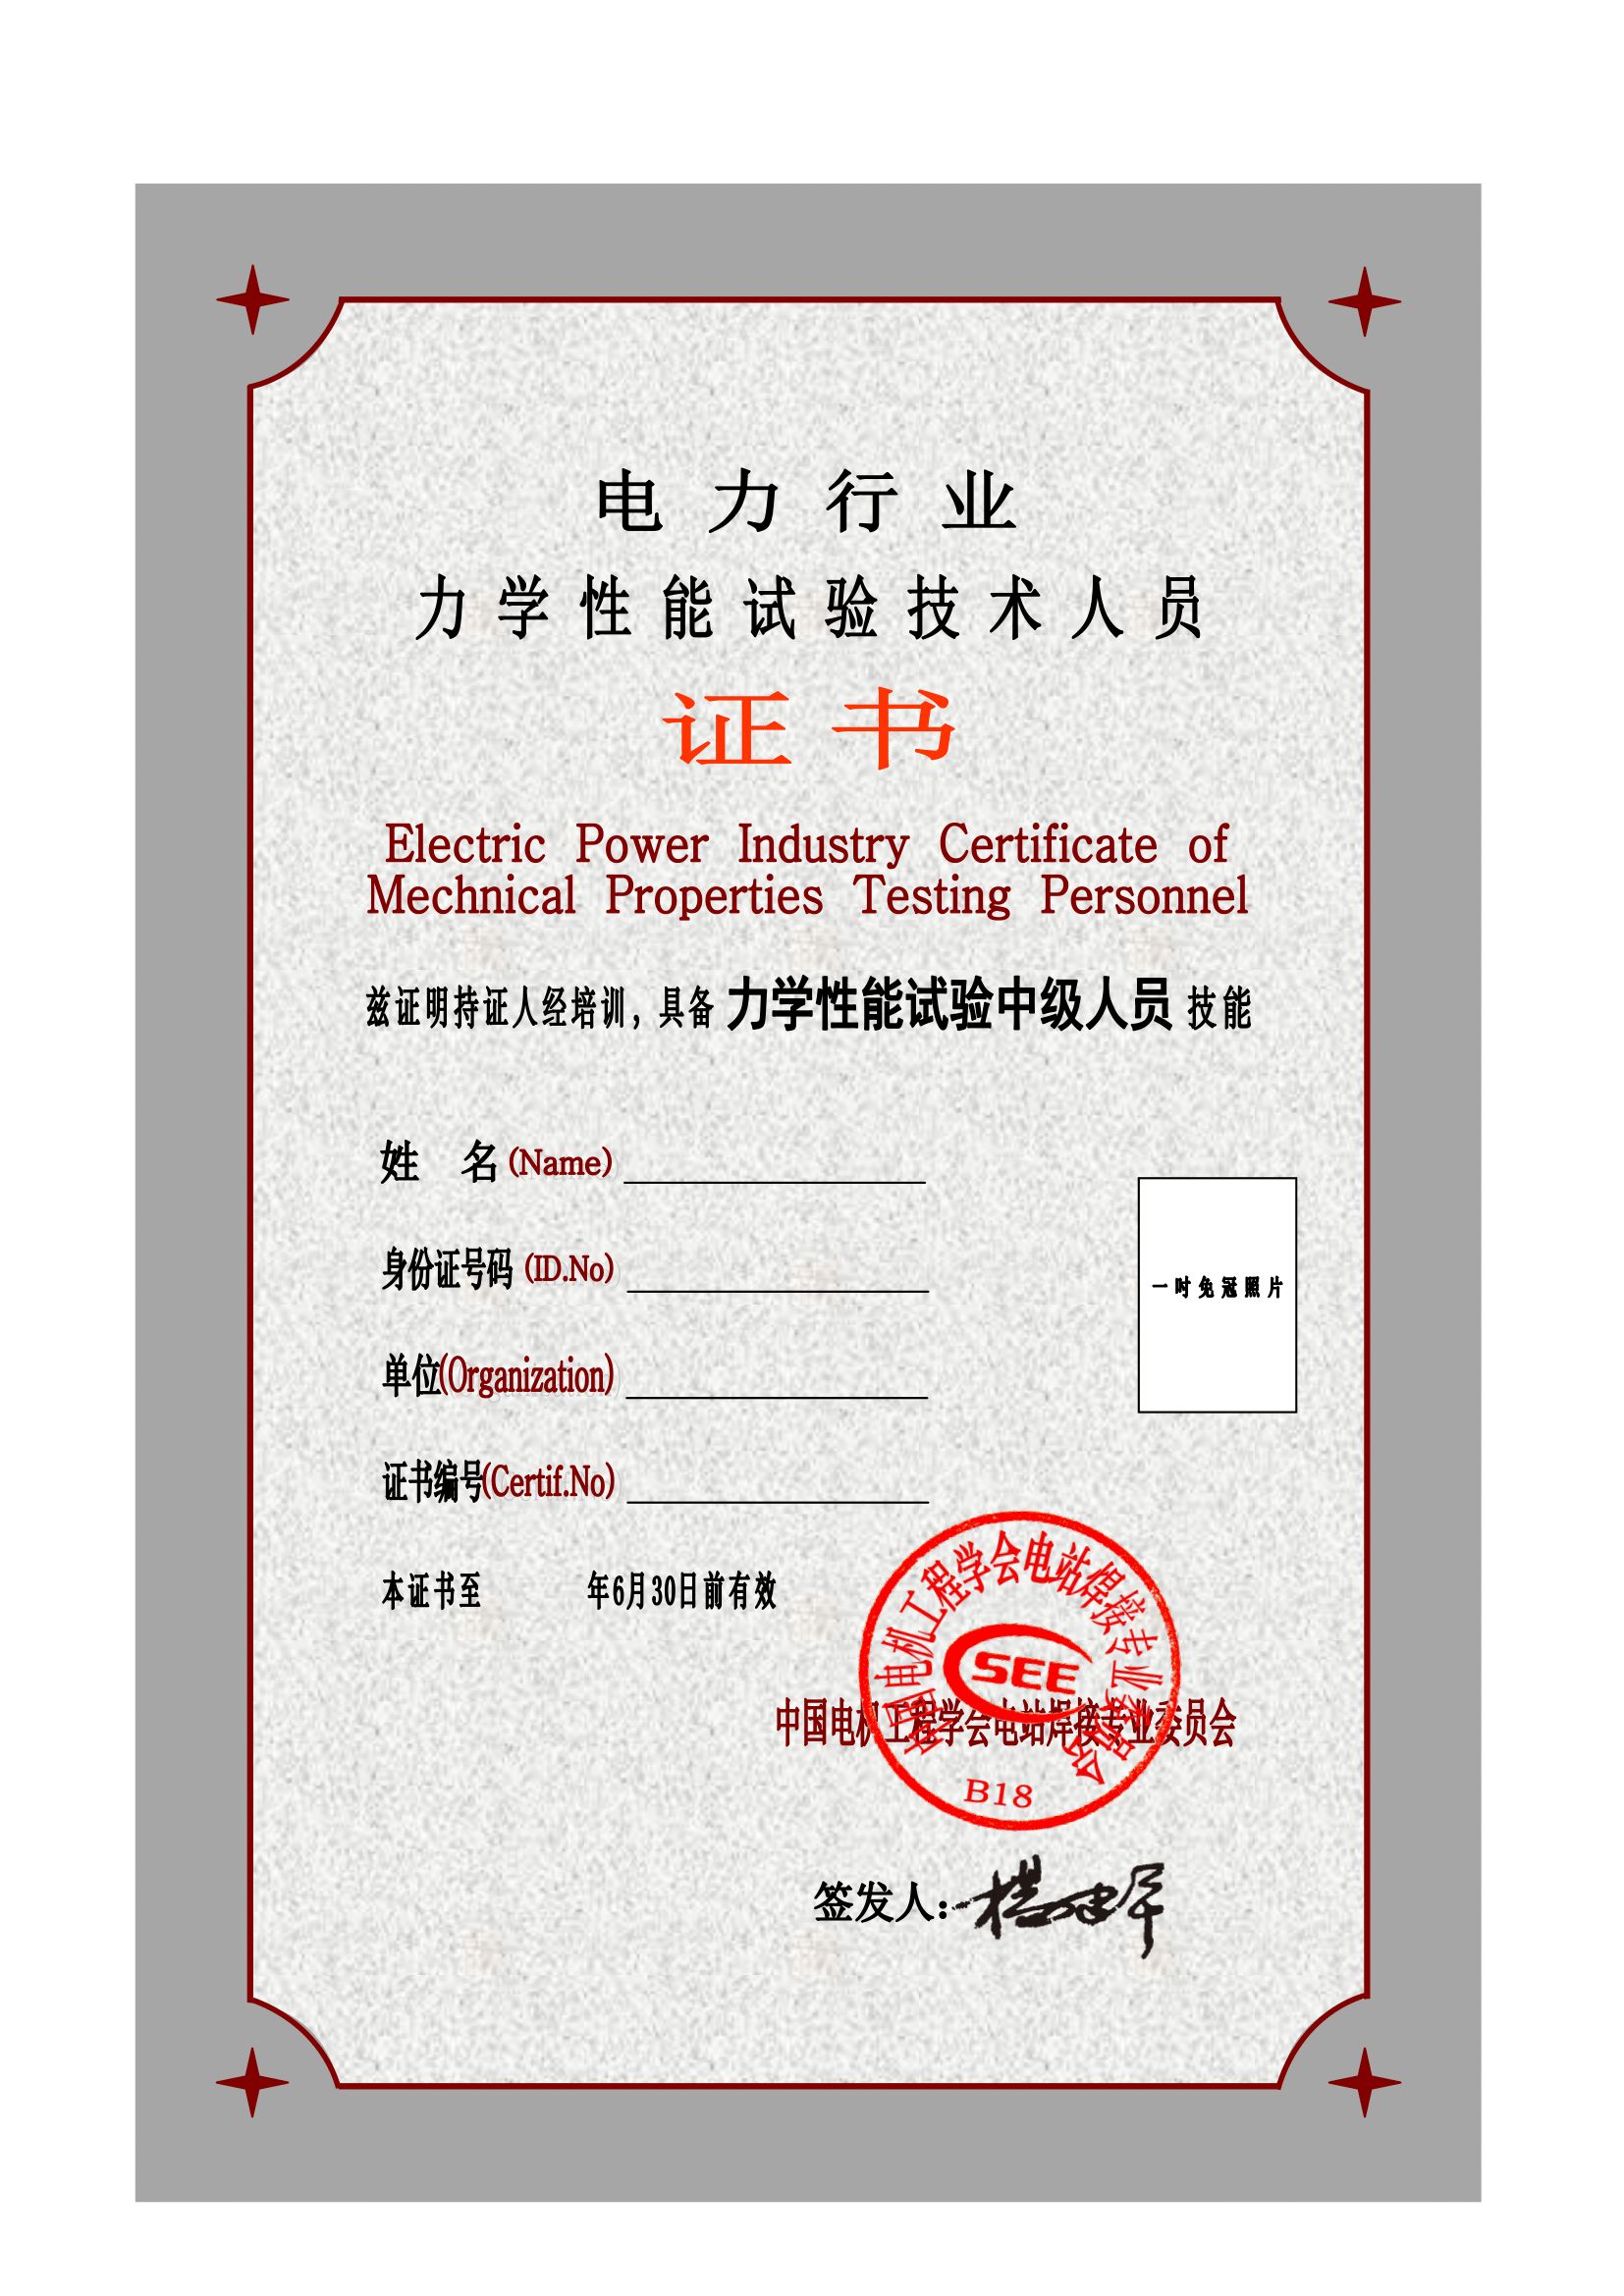 电力行业
力学性能试验技术人员
证书
Electric Power Industry Certificate of
Mechnical Properties Testing Personnel
兹证明持证人经培训，具备 力学性能试验中级人员 技能
姓 名 (Name)
身份证号码 (ID.No)
一吋免冠照片
单位(Organization)
证书编号(Certif.No)
本证书至 年6月30日前有效
中国电机工程学会电站焊接专业委员会
CSEE
中国电机工程学会电站焊接专业委员会
B18
签发人：